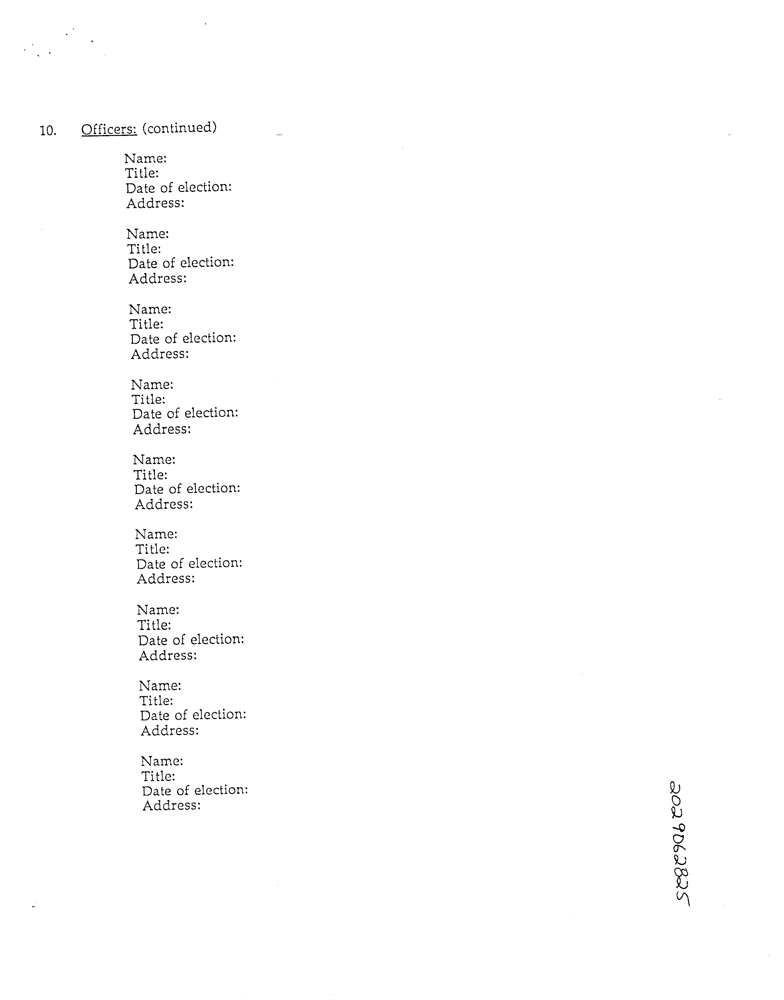 10. Officers: (continued)
Name:
Title:
Date of election:
Address:
Name:
Title:
Date of election:
Address:
Name:
Title:
Date of election:
Address:
Name:
Title:
Date of election:
Address:
Name:
Title:
Date of election:
Address:
Name:
Title:
Date of election:
Address:
Name:
Title:
Date of election:
Address:
Name:
Title:
Date of election:
Address:
Name:
Title:
Date of election:
Address:
2029062825